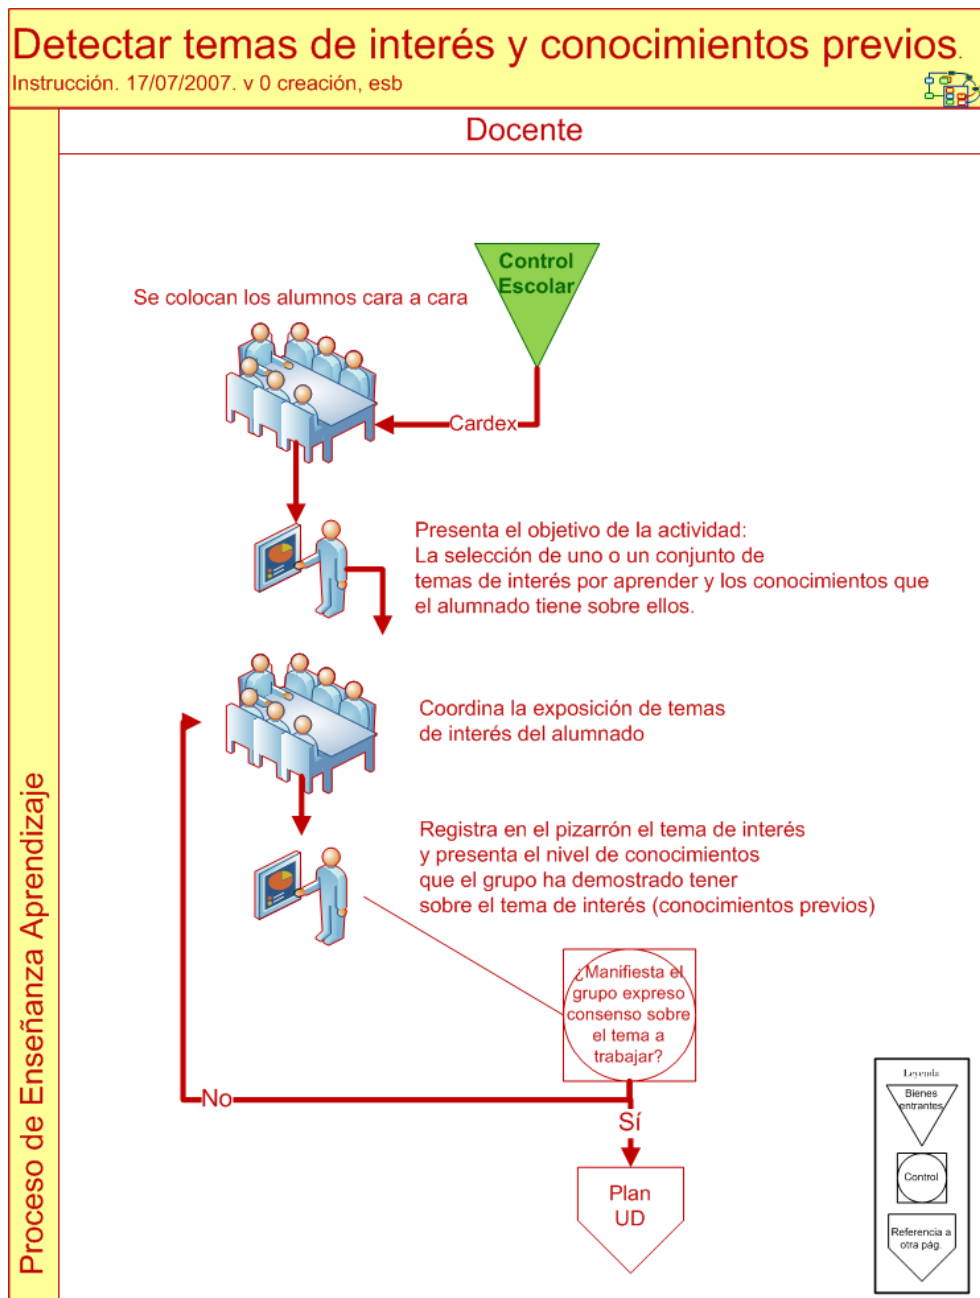 Detectar temas de interés y conocimientos previos.
Instrucción. 17/07/2007. v 0 creación, esb
Docente
Proceso de Enseñanza Aprendizaje
Control
Escolar
Se colocan los alumnos cara a cara
Cardex
Presenta el objetivo de la actividad:
La selección de uno o un conjunto de
temas de interés por aprender y los conocimientos que
el alumnado tiene sobre ellos.
Coordina la exposición de temas
de interés del alumnado
Registra en el pizarrón el tema de interés
y presenta el nivel de conocimientos
que el grupo ha demostrado tener
sobre el tema de interés (conocimientos previos)
¿Manifiesta el
grupo expreso
consenso sobre
el tema a
trabajar?
No
Sí
Plan
UD
Leyenda
Bienes
entrantes
Control
Referencia a
otra pág.